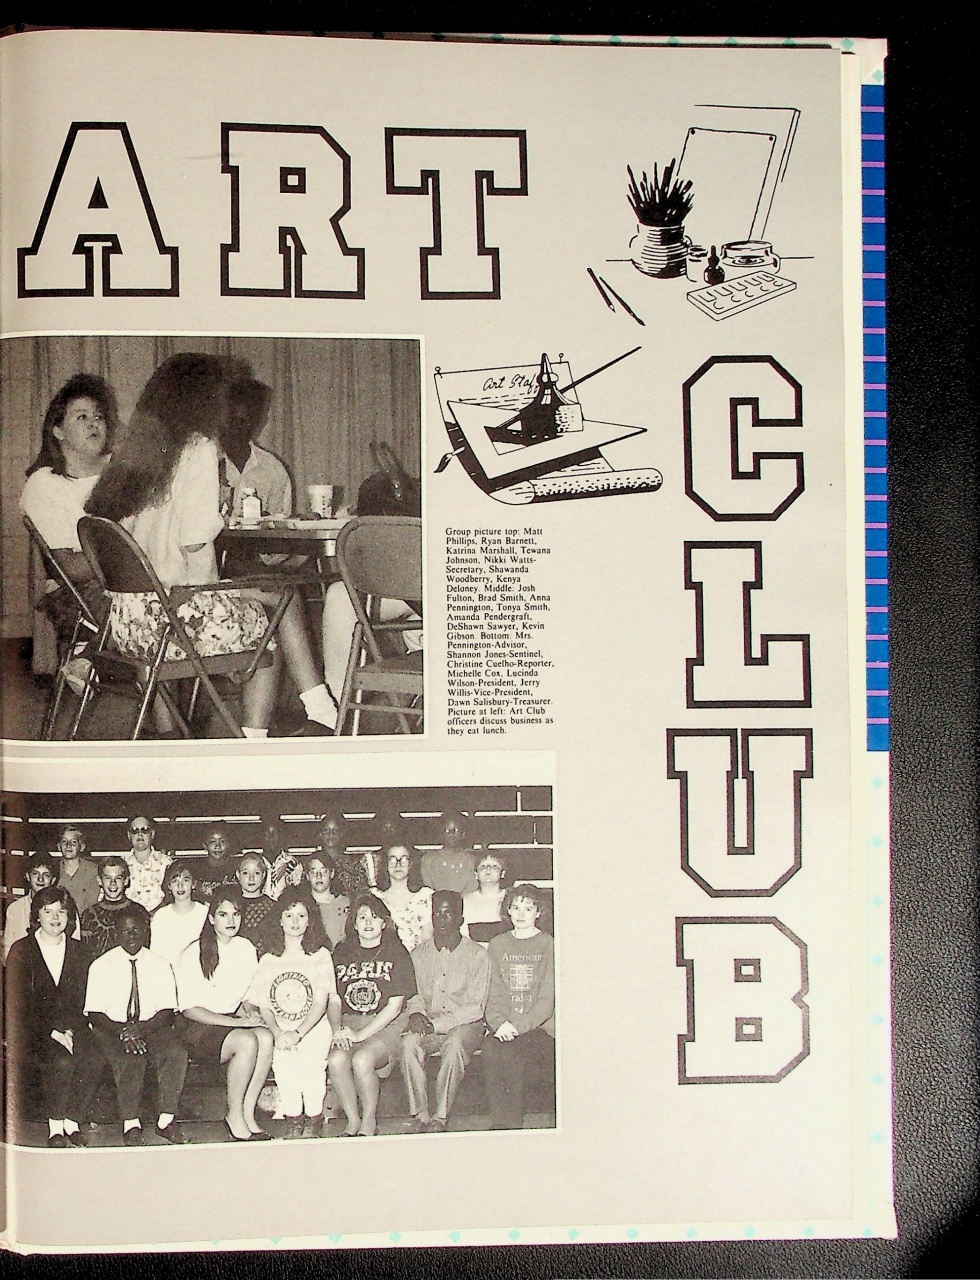 ART
Art Staff
CLUB
Group picture top: Matt
Phillips, Ryan Barnett,
Katrina Marshall, Tewana
Johnson, Nikki Watts-
Secretary, Shawanda
Woodberry, Kenya
Deloney. Middle: Josh
Fulton, Brad Smith, Anna
Pennington, Tonya Smith,
Amanda Pendergraft,
DeShawn Sawyer, Kevin
Gibson. Bottom: Mrs.
Pennington-Advisor,
Shannon Jones-Sentinel,
Christine Cuelho-Reporter,
Michelle Cox, Lucinda
Wilson-President, Jerry
Willis-Vice-President,
Dawn Salisbury-Treasurer.
Picture at left: Art Club
officers discuss business as
they eat lunch.
PARIS
American